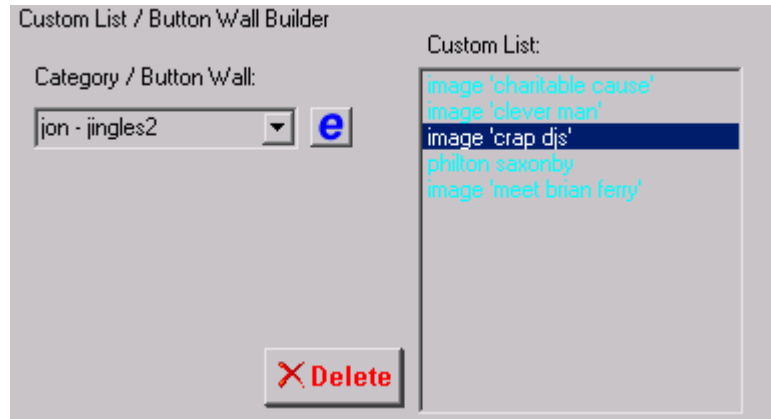 Custom List / Button Wall Builder
Custom List:
Category / Button Wall:
jon - jingles2
e
image 'charitable cause'
image 'clever man'
image 'crap djs'
philton saxonby
image 'meet brian ferry'
Delete